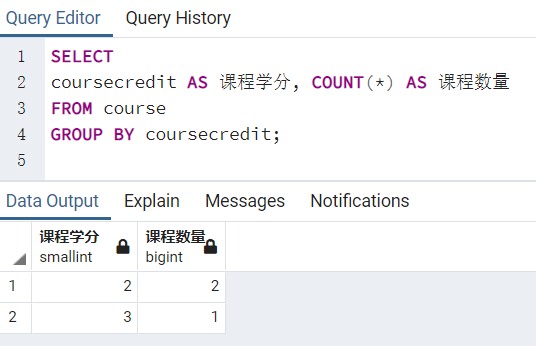 Query Editor Query History
1 SELECT
2 coursecredit AS 课程学分, COUNT(*) AS 课程数量
3 FROM course
4 GROUP BY coursecredit;
5
Data Output Explain Messages Notifications
课程学分 课程数量
smallint bigint
1 2 2
2 3 1